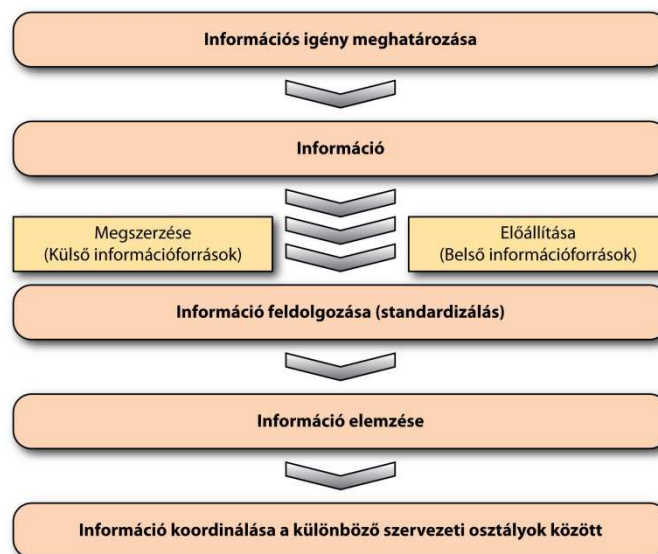 Információs igény meghatározása
Információ
Megszerzése
(Külső információforrások)
Előállítása
(Belső információforrások)
Információ feldolgozása (standardizálás)
Információ elemzése
Információ koordinálása a különböző szervezeti osztályok között